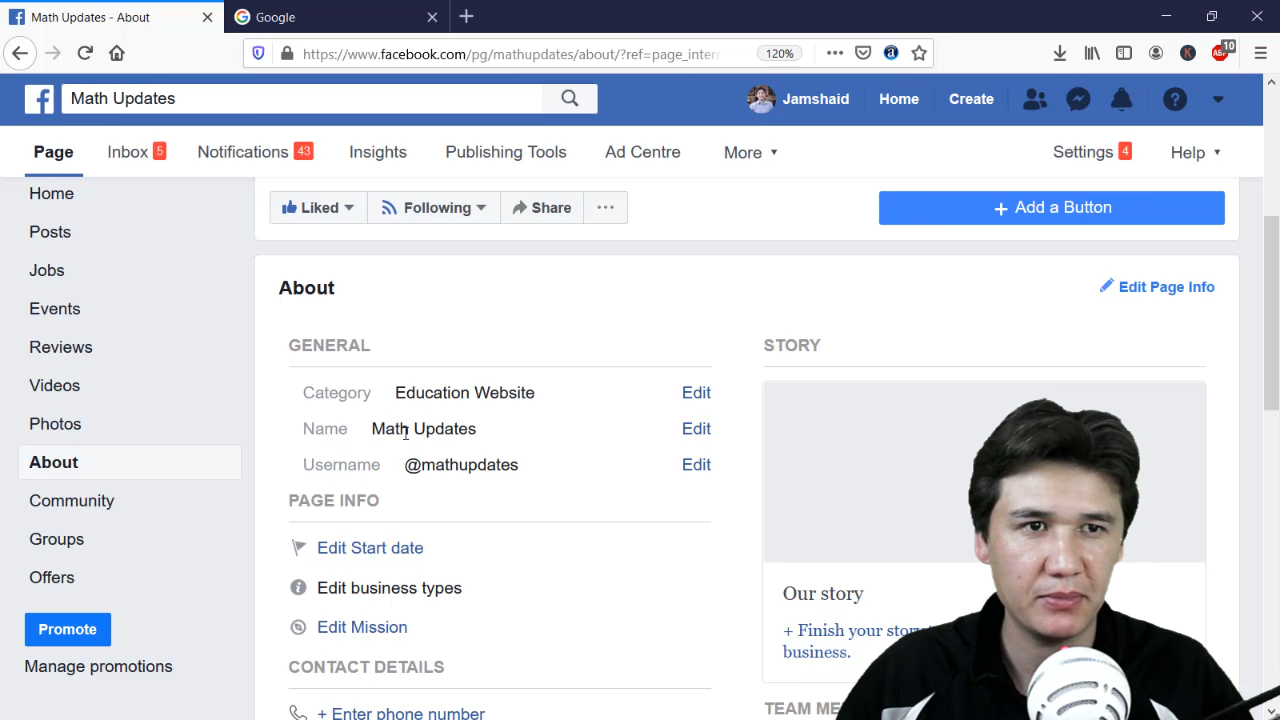 Math Updates - About
Google
https://www.facebook.com/pg/mathupdates/about/?ref=page_intern
120%
10
Math Updates
Jamshaid
Home
Create
Page
Inbox 5
Notifications 43
Insights
Publishing Tools
Ad Centre
More
Settings 4
Help
Home
Posts
Jobs
Events
Reviews
Videos
Photos
About
Community
Groups
Offers
Promote
Manage promotions
Liked
Following
Share
+ Add a Button
About
Edit Page Info
GENERAL
Category Education Website Edit
Name Math Updates Edit
Username @mathupdates Edit
PAGE INFO
Edit Start date
Edit business types
Edit Mission
CONTACT DETAILS
+ Enter phone number
STORY
Our story
+ Finish your
business.
TEAM